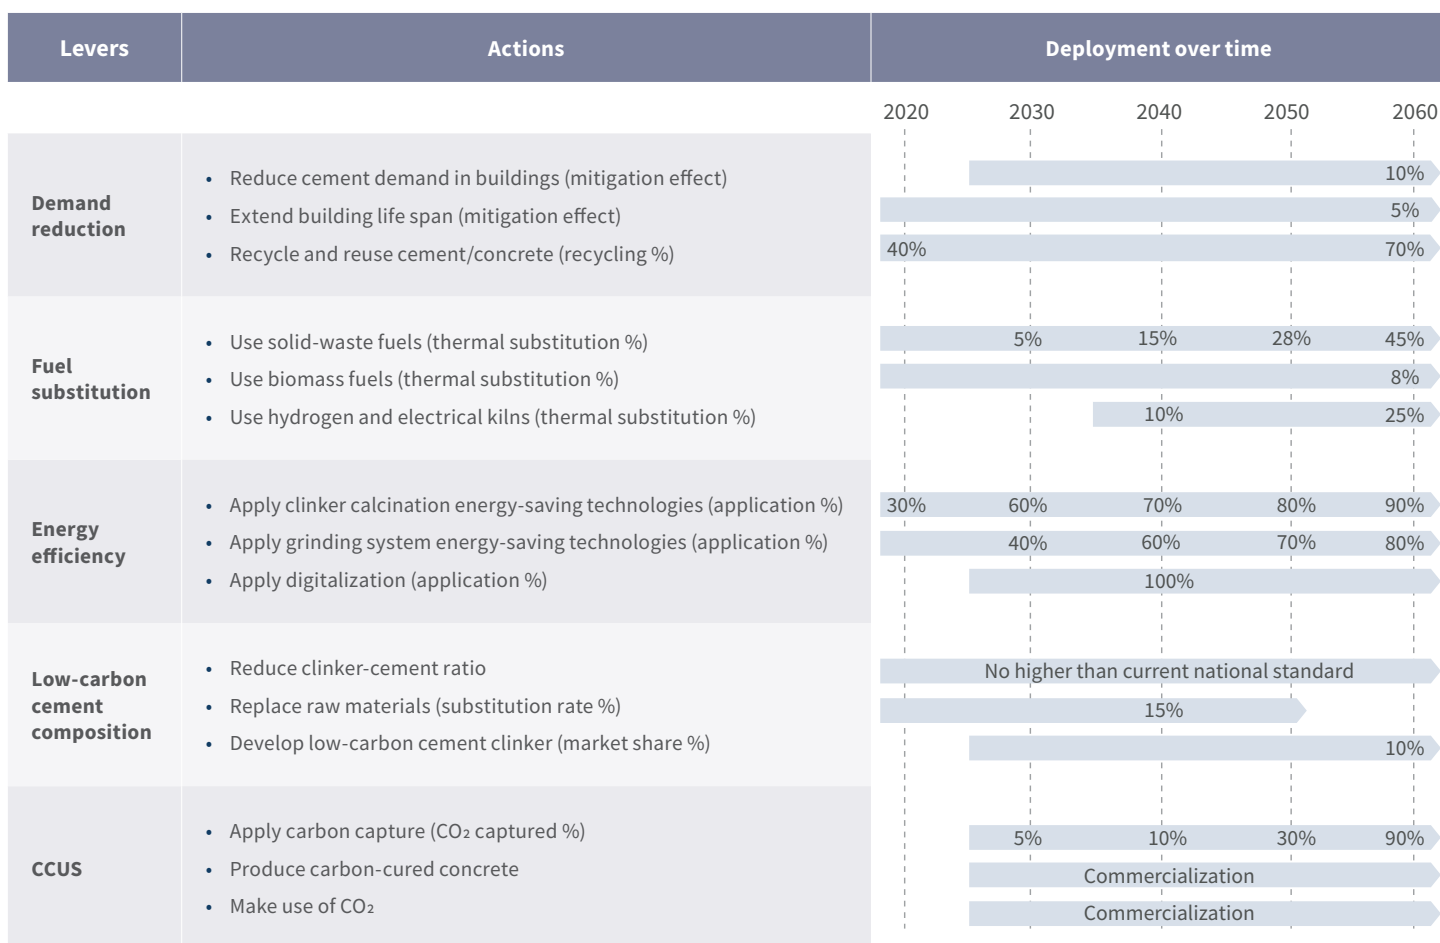 Levers Actions Deployment over time
2020 2030 2040 2050 2060
Demand
reduction
• Reduce cement demand in buildings (mitigation effect) 10%
• Extend building life span (mitigation effect) 5%
• Recycle and reuse cement/concrete (recycling %) 40% 70%
Fuel
substitution
• Use solid-waste fuels (thermal substitution %) 5% 15% 28% 45%
• Use biomass fuels (thermal substitution %) 8%
• Use hydrogen and electrical kilns (thermal substitution %) 10% 25%
Energy
efficiency
• Apply clinker calcination energy-saving technologies (application %) 30% 60% 70% 80% 90%
• Apply grinding system energy-saving technologies (application %) 40% 60% 70% 80%
• Apply digitalization (application %) 100%
Low-carbon
cement
composition
• Reduce clinker-cement ratio No higher than current national standard
• Replace raw materials (substitution rate %) 15%
• Develop low-carbon cement clinker (market share %) 10%
CCUS
• Apply carbon capture (CO₂ captured %) 5% 10% 30% 90%
• Produce carbon-cured concrete Commercialization
• Make use of CO₂ Commercialization